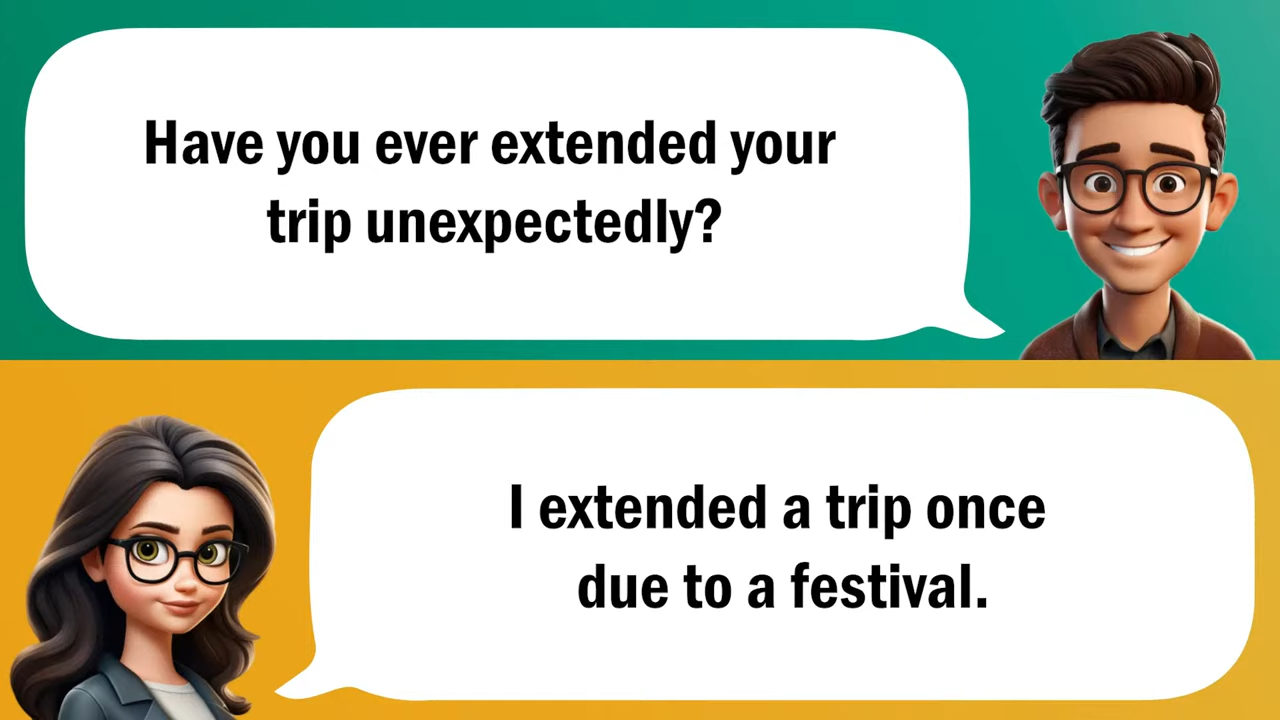 Have you ever extended your
trip unexpectedly?
I extended a trip once
due to a festival.